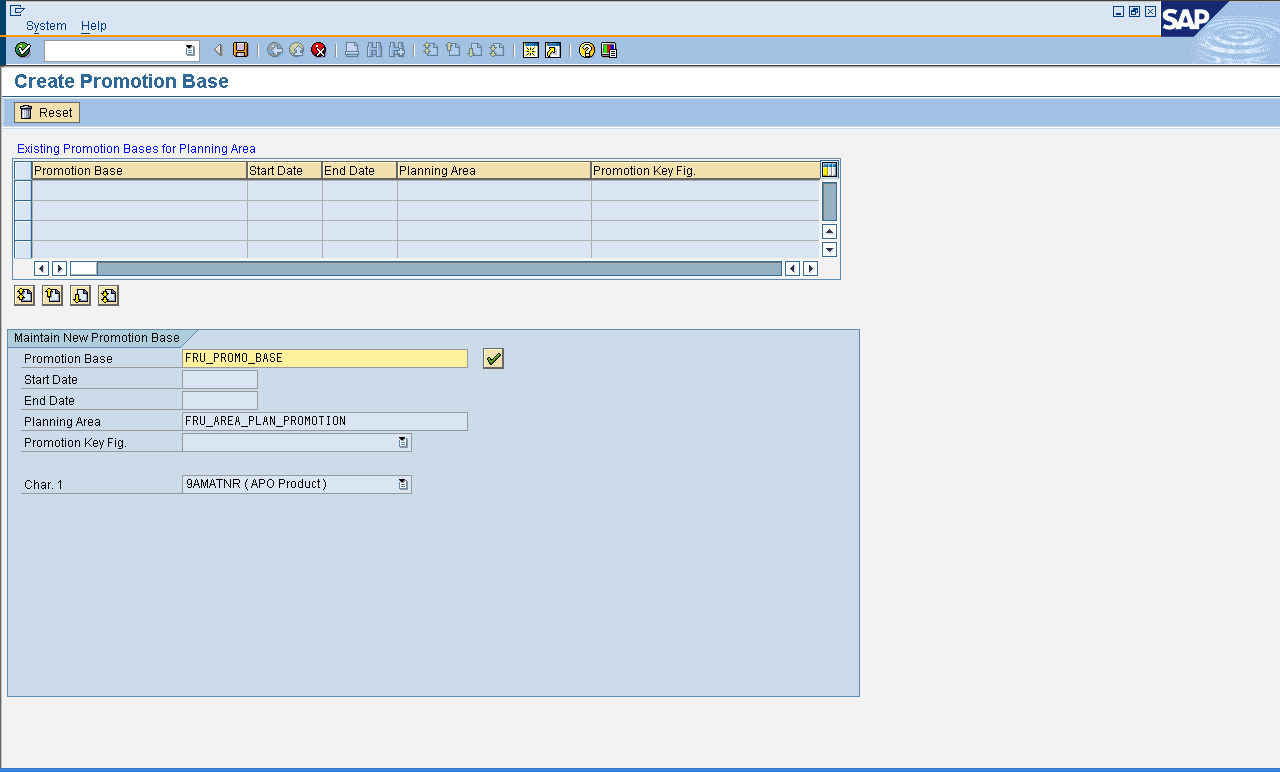 System Help
SAP
Create Promotion Base
Reset
Existing Promotion Bases for Planning Area
Promotion Base Start Date End Date Planning Area Promotion Key Fig.
Maintain New Promotion Base
Promotion Base FRU_PROMO_BASE
Start Date
End Date
Planning Area FRU_AREA_PLAN_PROMOTION
Promotion Key Fig.
Char. 1 9AMATNR ( APO Product )